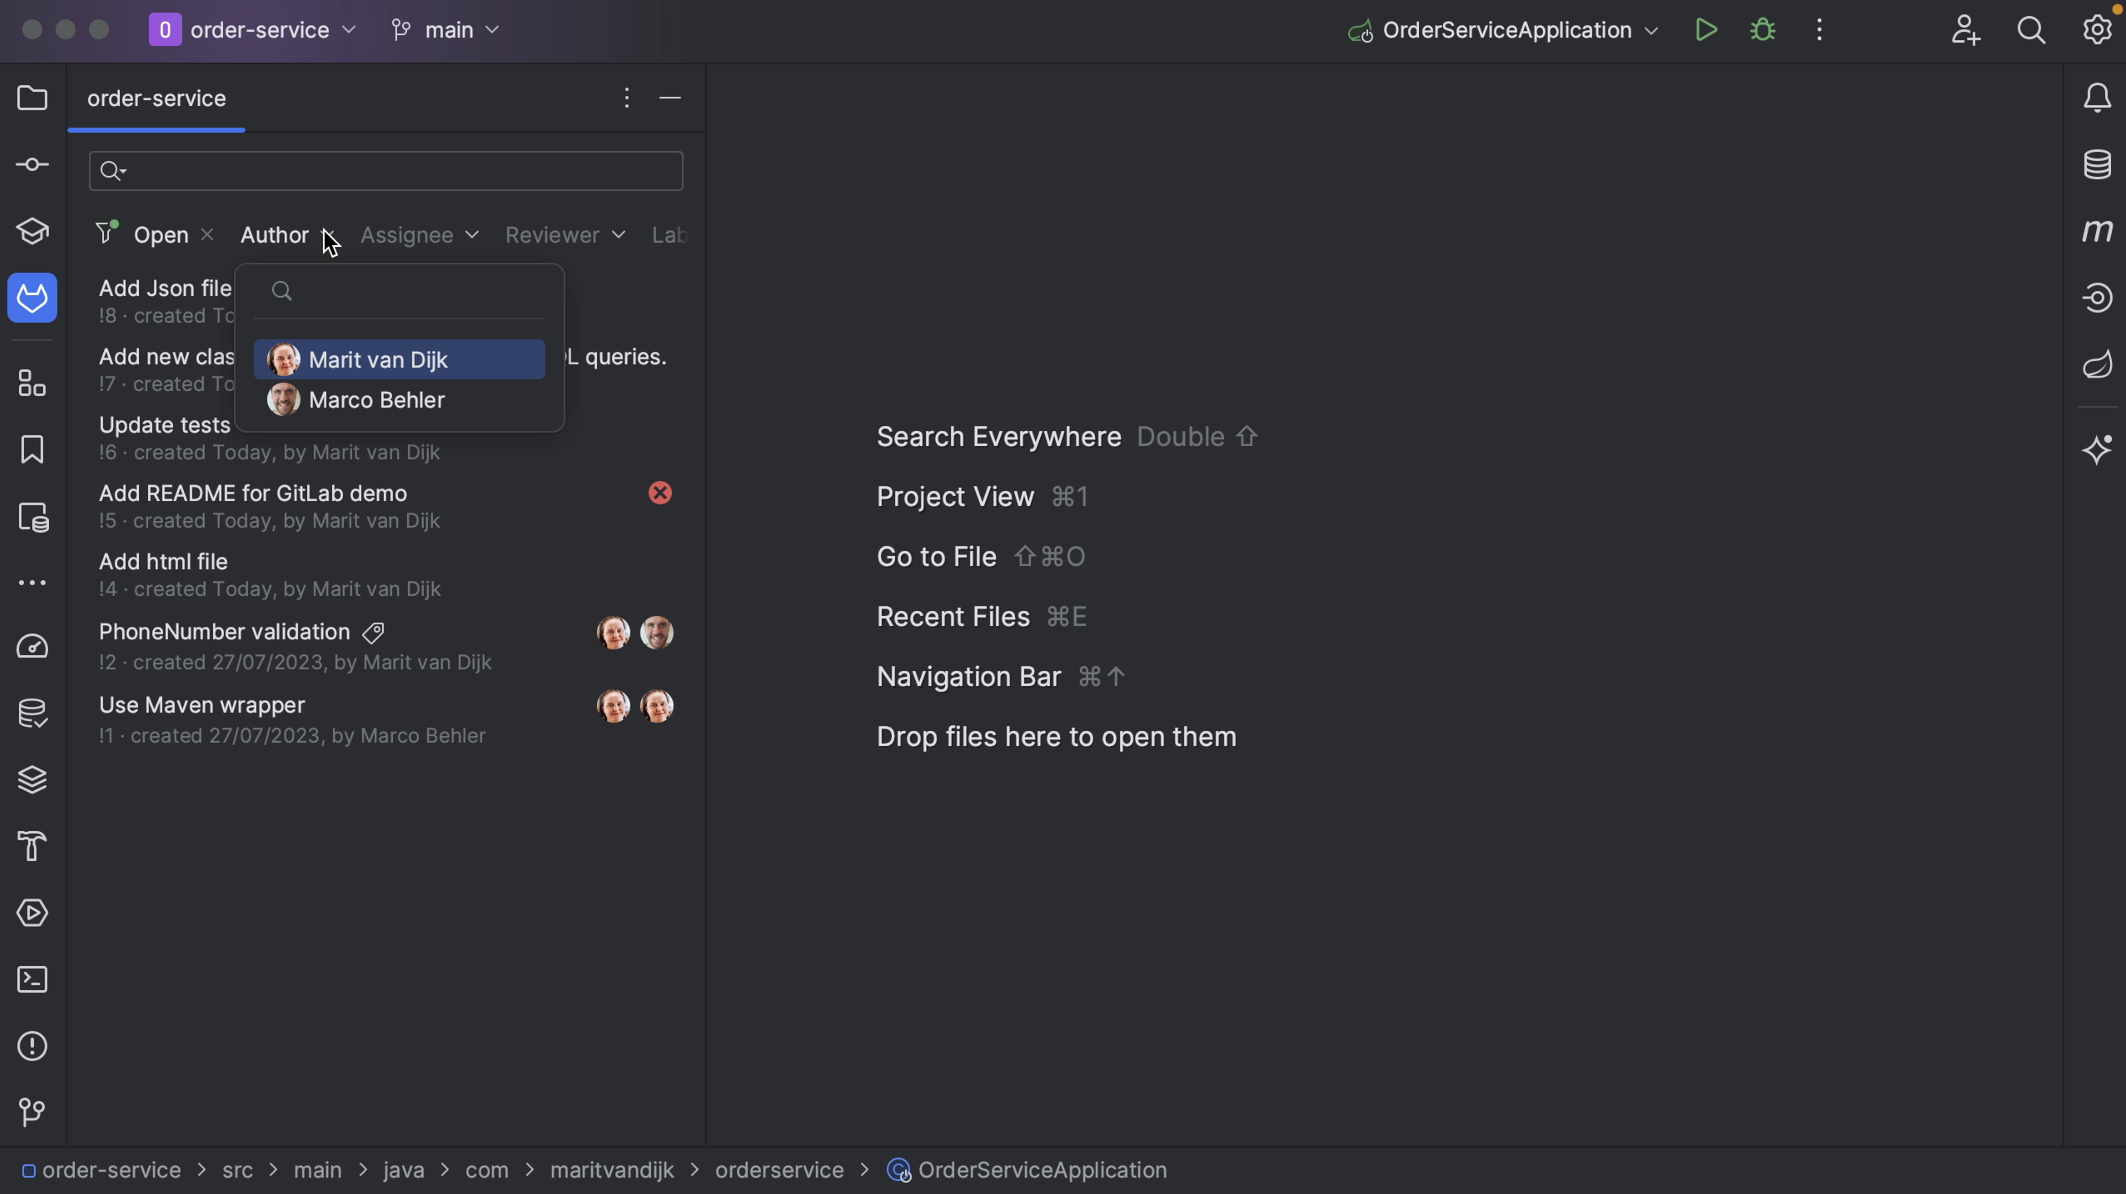 O order-service main OrderServiceApplication
order-service
Open Author Assignee Reviewer Lab
Add Json file
!8 · created To
Marit van Dijk
Marco Behler
Add new clas L queries.
!7 · created To
Update tests
!6 · created Today, by Marit van Dijk
Add README for GitLab demo
!5 · created Today, by Marit van Dijk
Add html file
!4 · created Today, by Marit van Dijk
PhoneNumber validation
!2 · created 27/07/2023, by Marit van Dijk
Use Maven wrapper
!1 · created 27/07/2023, by Marco Behler
Search Everywhere Double ⇧
Project View ⌘1
Go to File ⇧⌘O
Recent Files ⌘E
Navigation Bar ⌘↑
Drop files here to open them
m
order-service > src > main > java > com > maritvandijk > orderservice > OrderServiceApplication